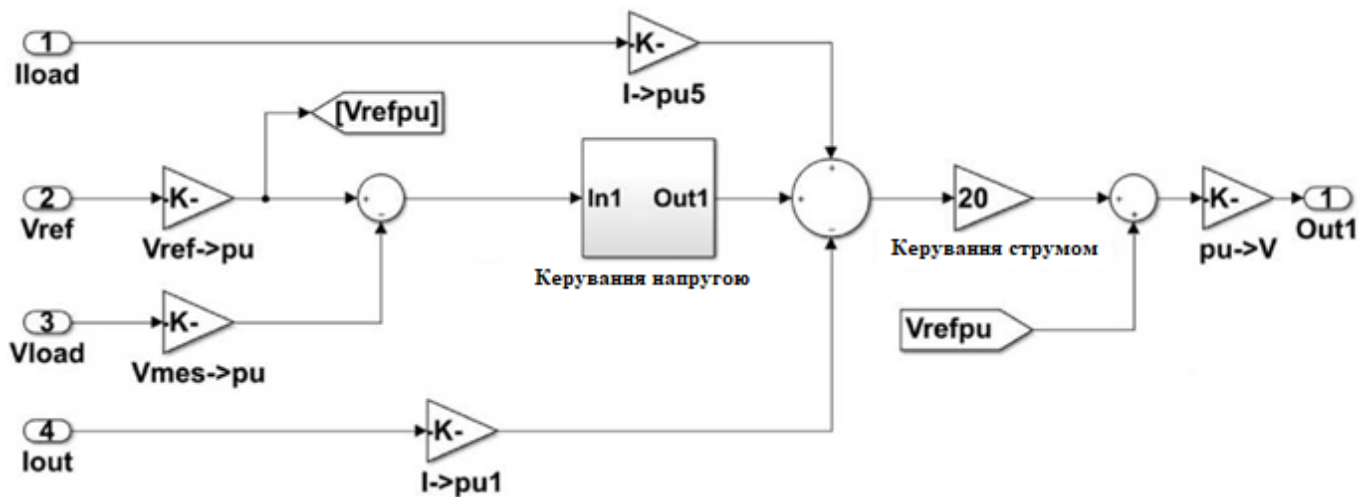 1
Iload
-K-
I->pu5
[Vrefpu]
2
Vref
-K-
Vref->pu
+
−
In1
Out1
Керування напругою
+
+
−
20
Керування струмом
+
+
-K-
pu->V
1
Out1
3
Vload
-K-
Vmes->pu
Vrefpu
4
Iout
-K-
I->pu1